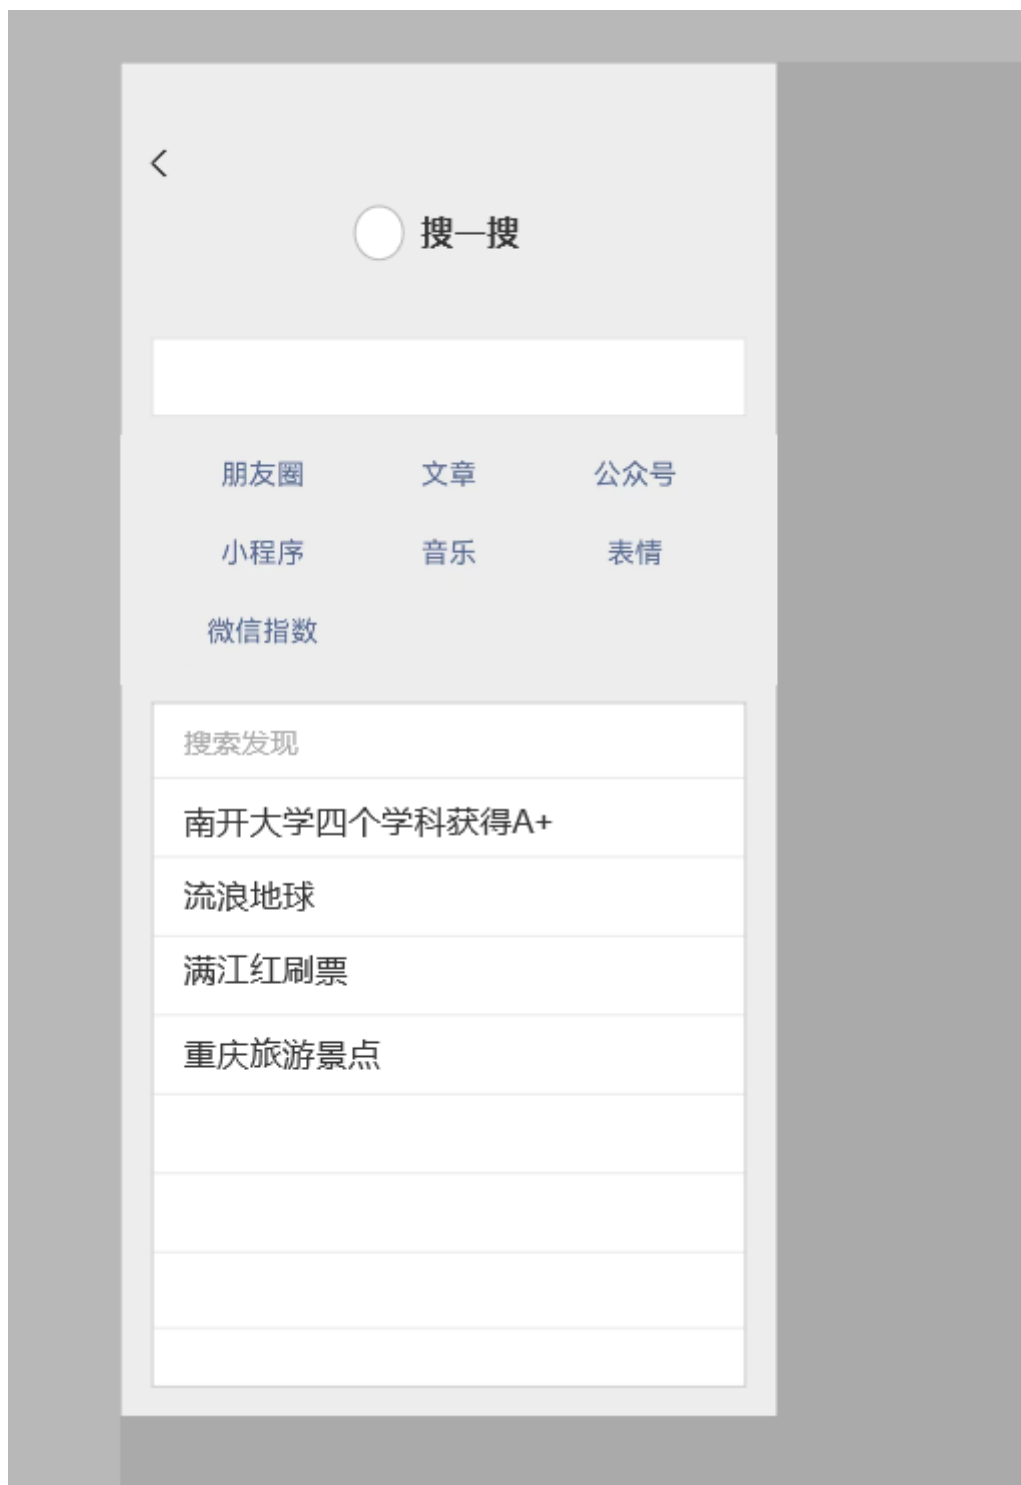 搜一搜
朋友圈 文章 公众号
小程序 音乐 表情
微信指数
搜索发现
南开大学四个学科获得A+
流浪地球
满江红刷票
重庆旅游景点